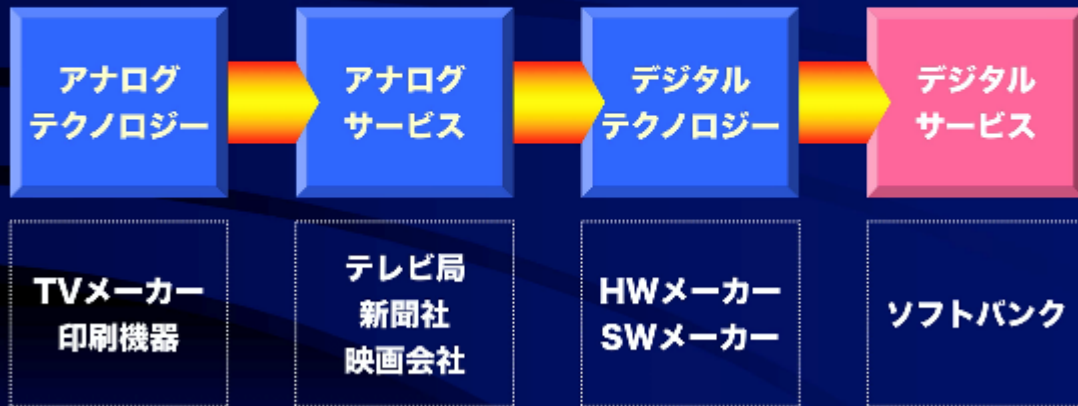 アナログ
テクノロジー
アナログ
サービス
デジタル
テクノロジー
デジタル
サービス
TVメーカー
印刷機器
テレビ局
新聞社
映画会社
HWメーカー
SWメーカー
ソフトバンク